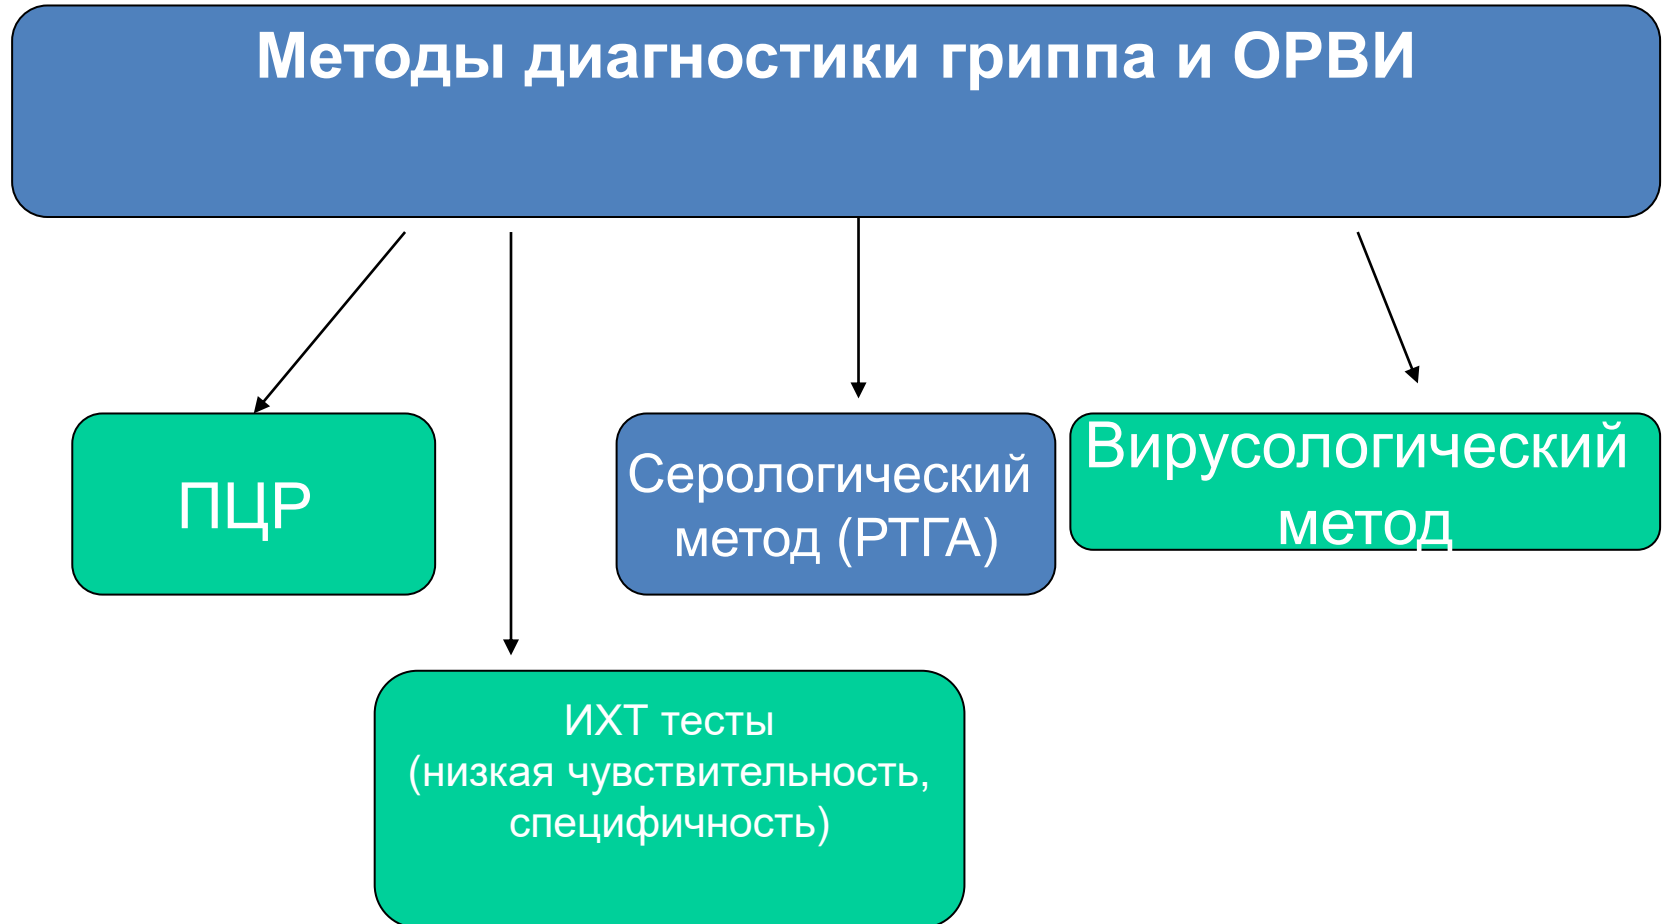 Методы диагностики гриппа и ОРВИ
ПЦР
Серологический
метод (РТГА)
Вирусологический
метод
ИХТ тесты
(низкая чувствительность,
специфичность)